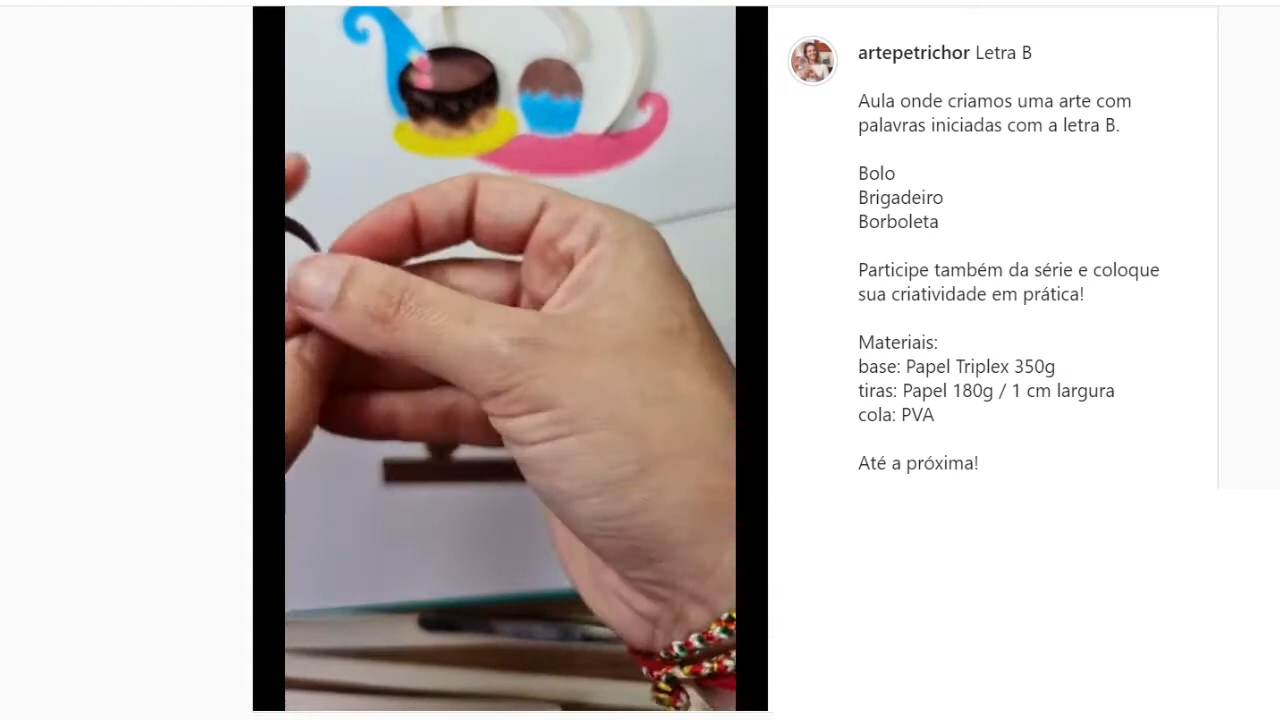 artepetrichor Letra B
Aula onde criamos uma arte com
palavras iniciadas com a letra B.
Bolo
Brigadeiro
Borboleta
Participe também da série e coloque
sua criatividade em prática!
Materiais:
base: Papel Triplex 350g
tiras: Papel 180g / 1 cm largura
cola: PVA
Até a próxima!